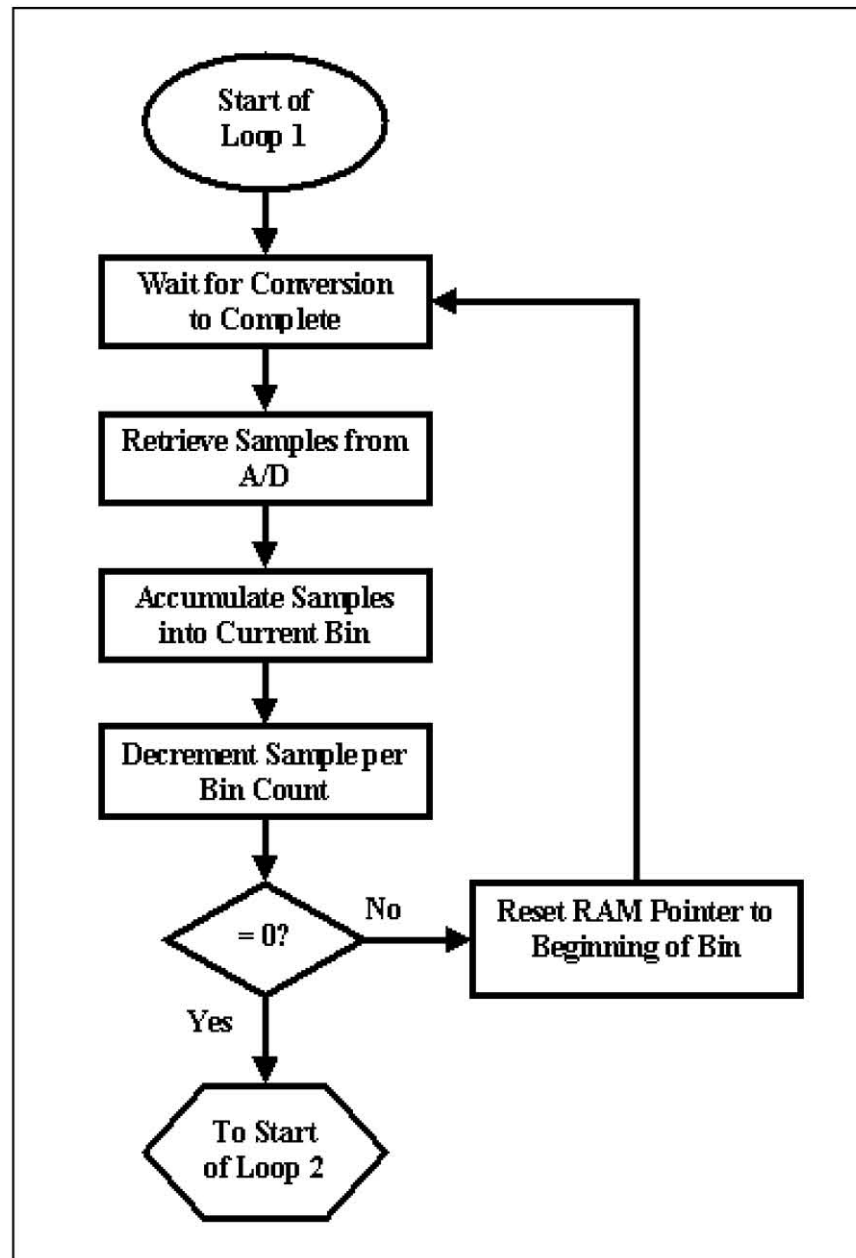 Start of
Loop 1
Wait for Conversion
to Complete
Retrieve Samples from
A/D
Accumulate Samples
into Current Bin
Decrement Sample per
Bin Count
= 0?
No
Reset RAM Pointer to
Beginning of Bin
Yes
To Start
of Loop 2